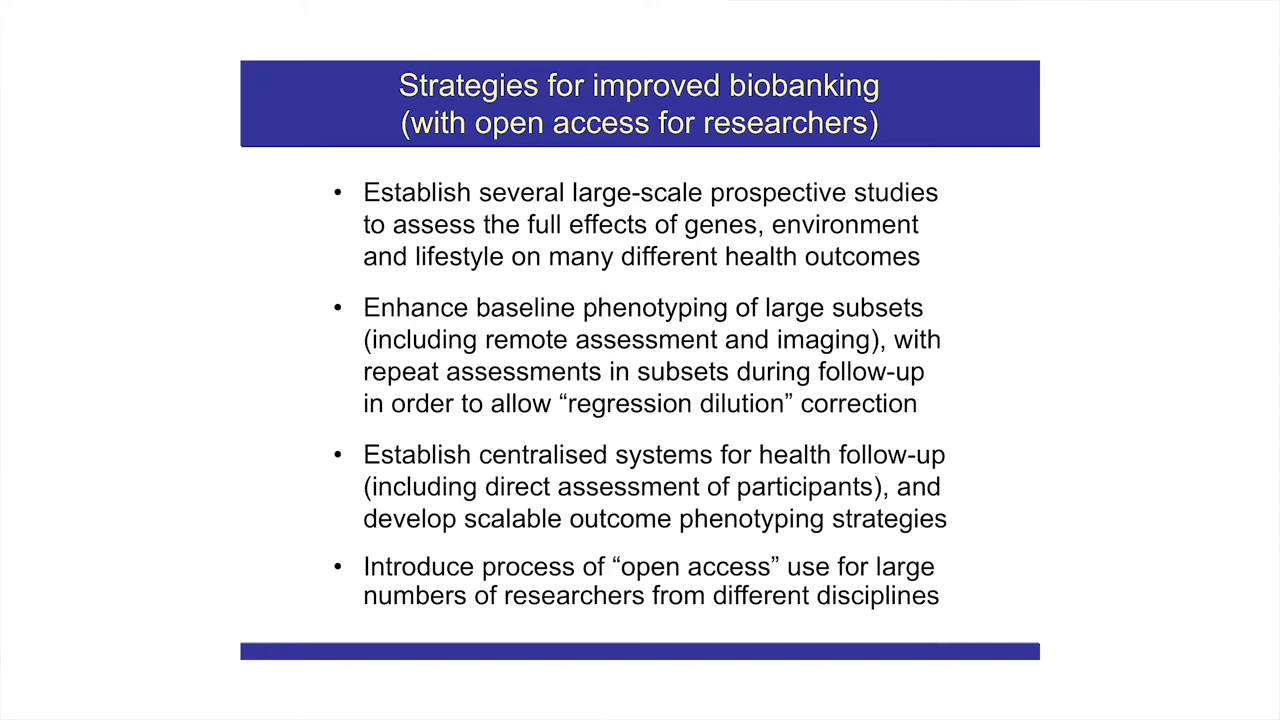 Strategies for improved biobanking
(with open access for researchers)
• Establish several large-scale prospective studies
to assess the full effects of genes, environment
and lifestyle on many different health outcomes
• Enhance baseline phenotyping of large subsets
(including remote assessment and imaging), with
repeat assessments in subsets during follow-up
in order to allow “regression dilution” correction
• Establish centralised systems for health follow-up
(including direct assessment of participants), and
develop scalable outcome phenotyping strategies
• Introduce process of “open access” use for large
numbers of researchers from different disciplines